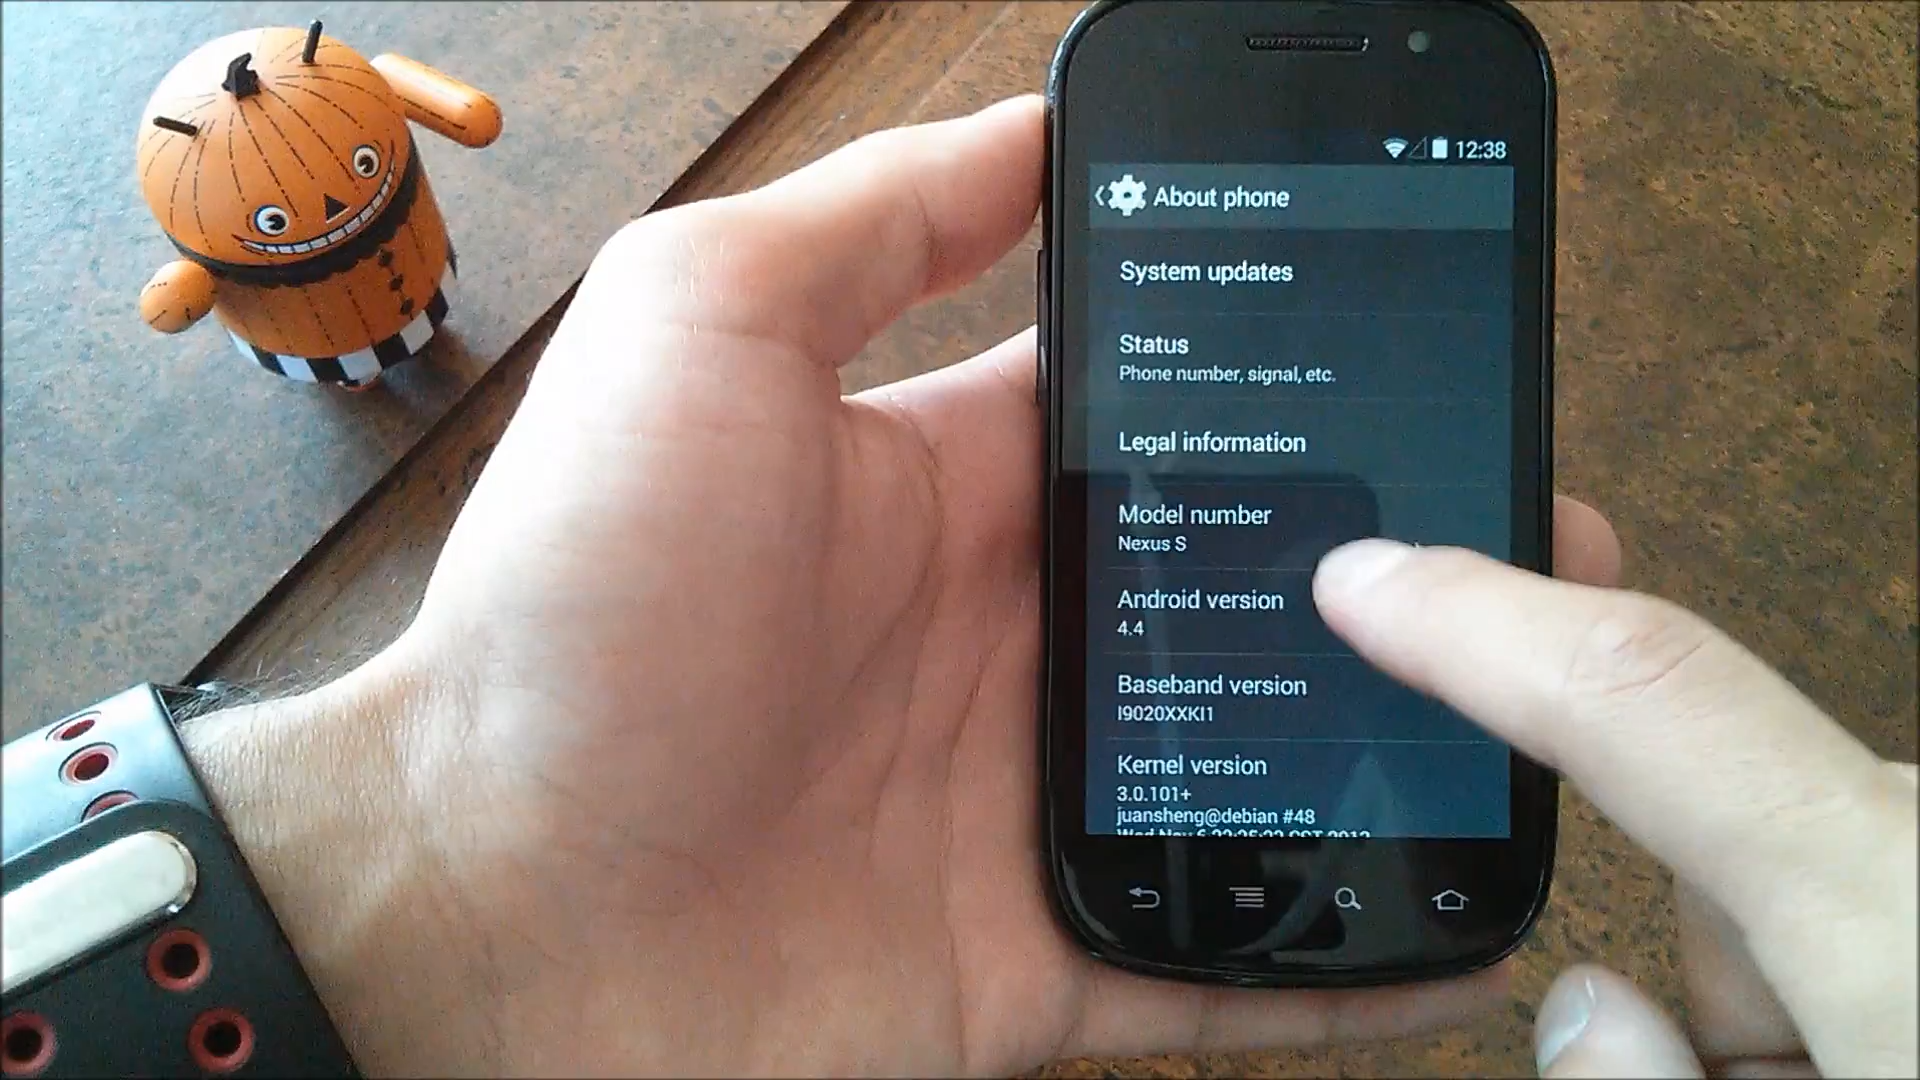 12:38
About phone
System updates
Status
Phone number, signal, etc.
Legal information
Model number
Nexus S
Android version
4.4
Baseband version
I9020XXKI1
Kernel version
3.0.101+
juansheng@debian #48